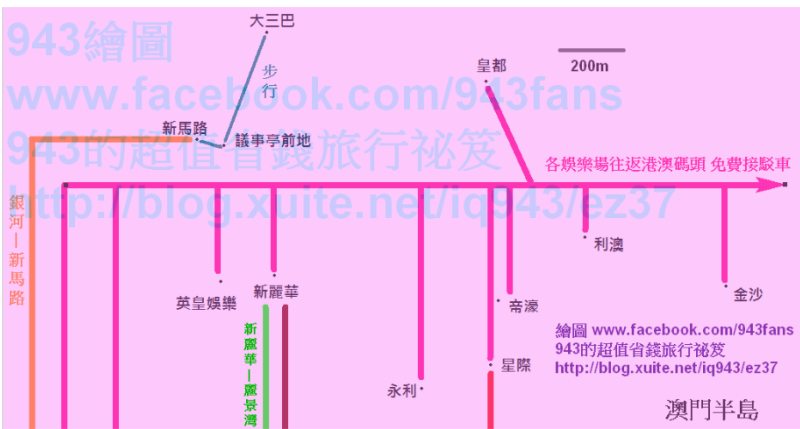 943繪圖
www.facebook.com/943fans
943的超值省錢旅行祕笈
http://blog.xuite.net/iq943/ez37
大三巴
步行
皇都
200m
新馬路
議事亭前地
各娛樂場往返港澳碼頭 免費接駁車
銀河－新馬路
利澳
英皇娛樂
新麗華
帝濠
金沙
新麗華－麗景灣
星際
永利
繪圖 www.facebook.com/943fans
943的超值省錢旅行祕笈
http://blog.xuite.net/iq943/ez37
澳門半島